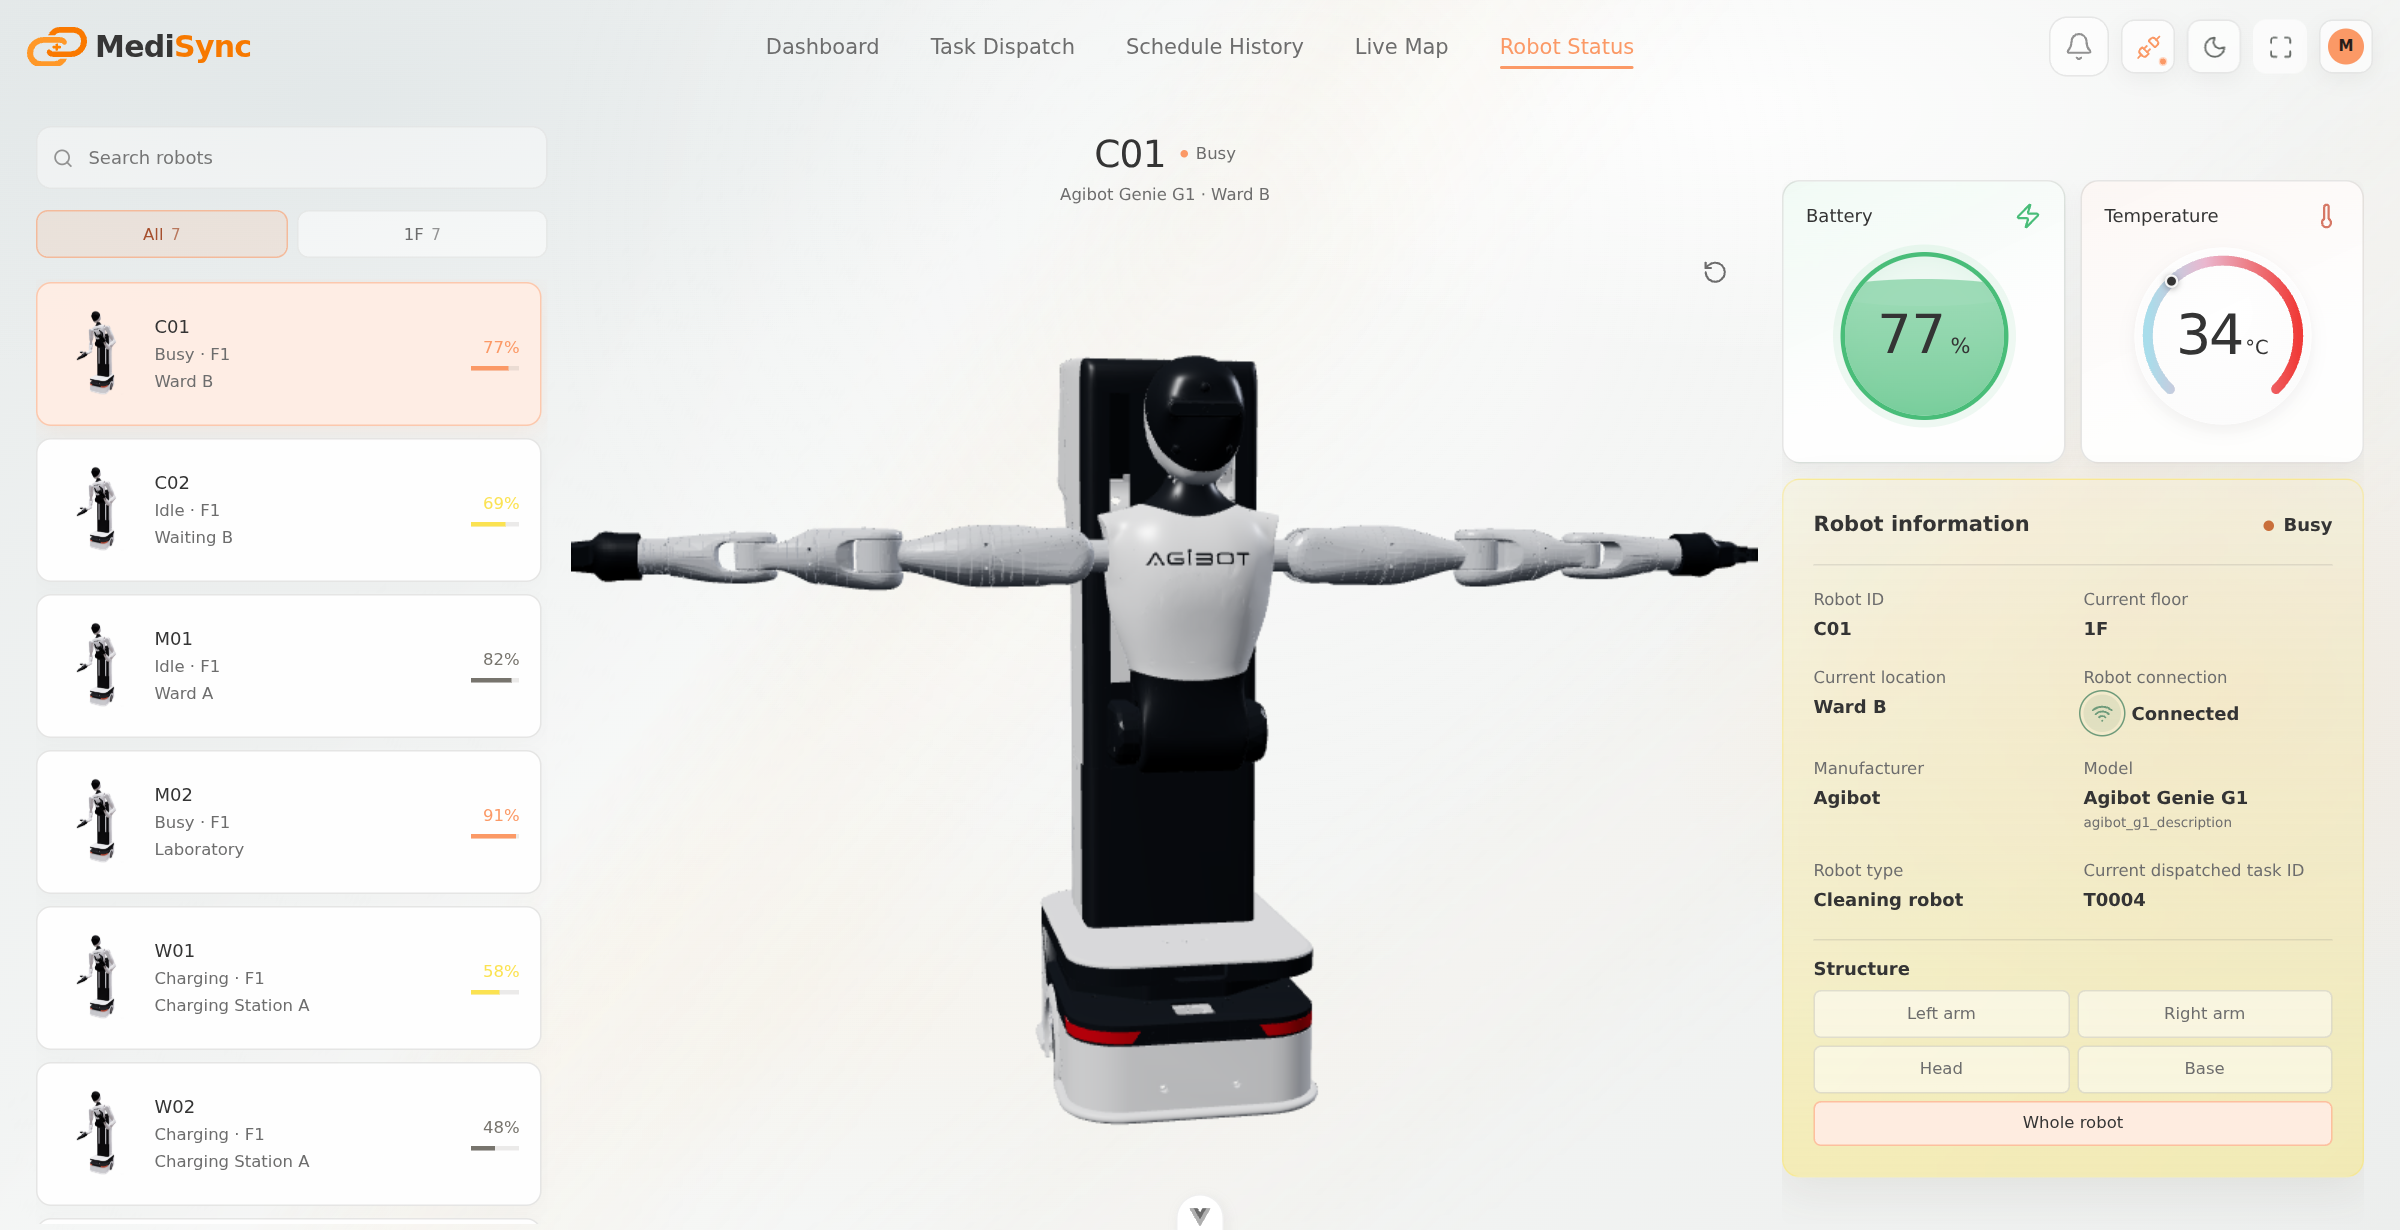 MediSync
Dashboard
Task Dispatch
Schedule History
Live Map
Robot Status
M
Search robots
All 7
1F 7
C01
Busy · F1
Ward B
77%
C02
Idle · F1
Waiting B
69%
M01
Idle · F1
Ward A
82%
M02
Busy · F1
Laboratory
91%
W01
Charging · F1
Charging Station A
58%
W02
Charging · F1
Charging Station A
48%
C01
Busy
Agibot Genie G1 · Ward B
AGIBOT
Battery
77 %
Temperature
34 °C
Robot information
Busy
Robot ID
C01
Current floor
1F
Current location
Ward B
Robot connection
Connected
Manufacturer
Agibot
Model
Agibot Genie G1
agibot_g1_description
Robot type
Cleaning robot
Current dispatched task ID
T0004
Structure
Left arm
Right arm
Head
Base
Whole robot